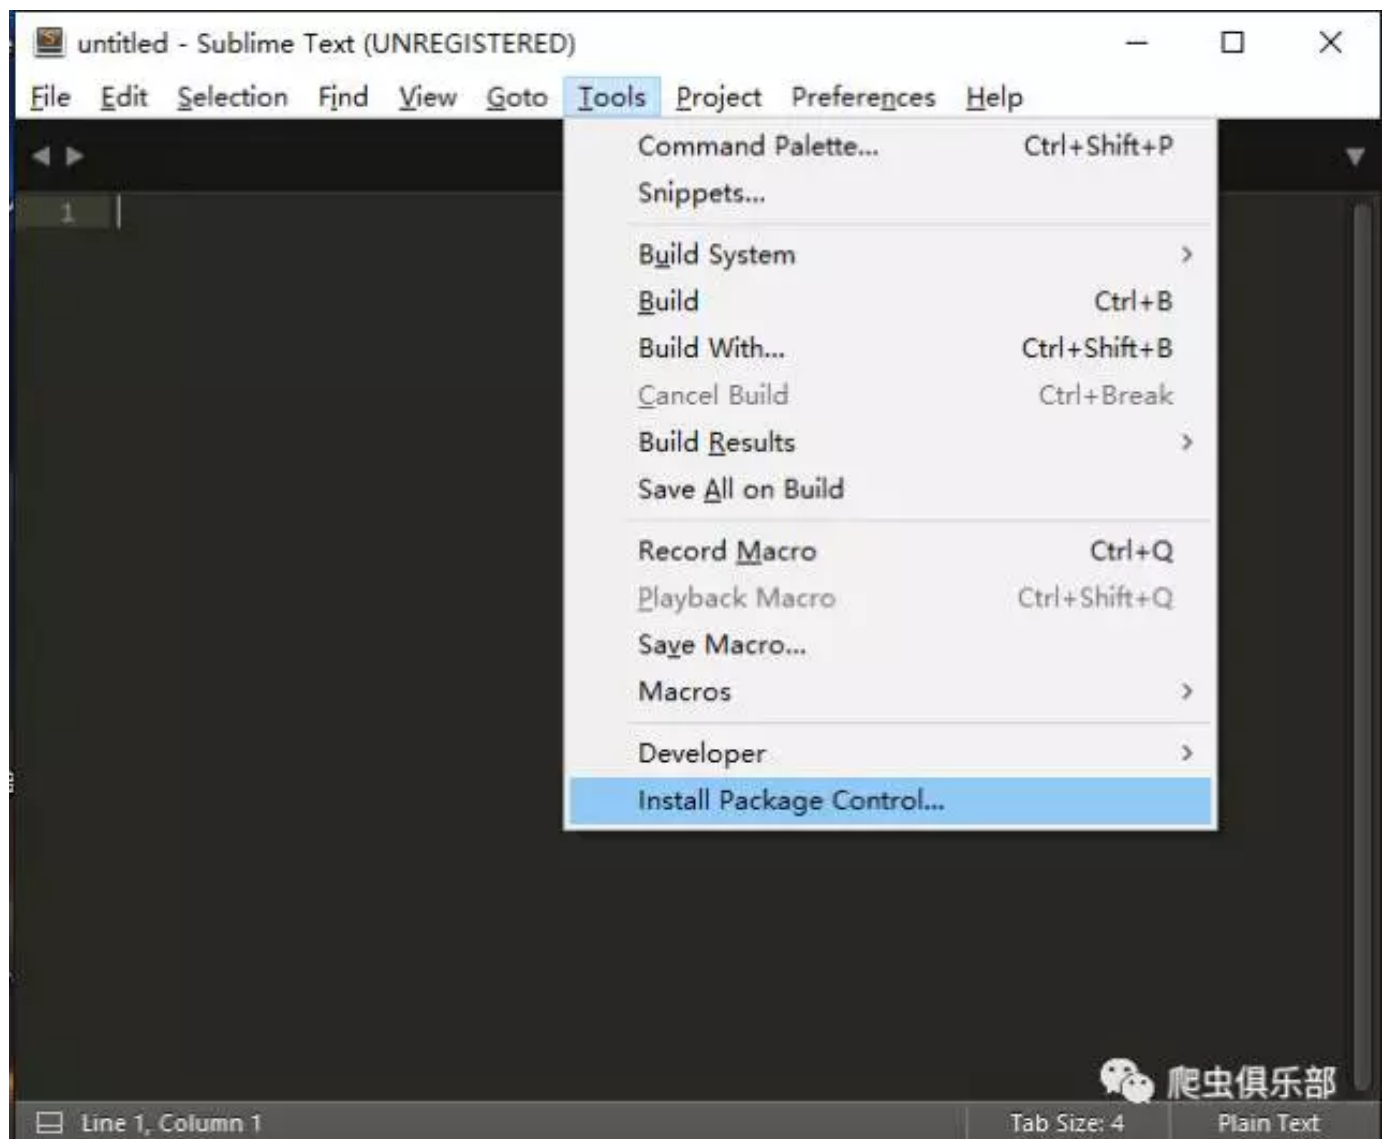 untitled - Sublime Text (UNREGISTERED)
File Edit Selection Find View Goto Tools Project Preferences Help
Command Palette... Ctrl+Shift+P
Snippets...
1
Build System
Build Ctrl+B
Build With... Ctrl+Shift+B
Cancel Build Ctrl+Break
Build Results
Save All on Build
Record Macro Ctrl+Q
Playback Macro Ctrl+Shift+Q
Save Macro...
Macros
Developer
Install Package Control...
爬虫俱乐部
Line 1, Column 1 Tab Size: 4 Plain Text